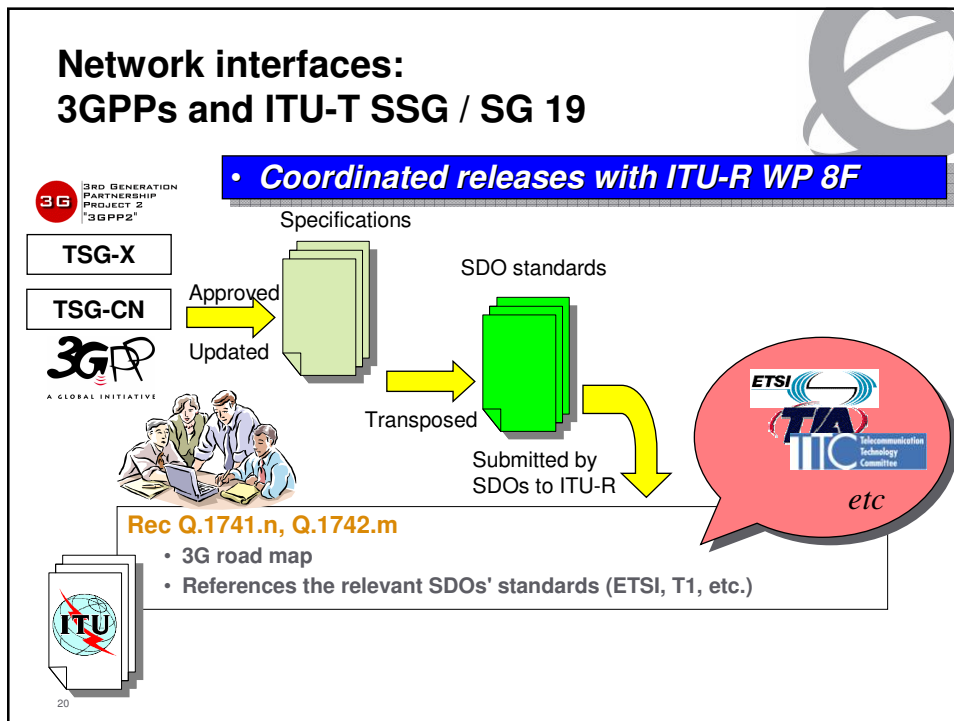 Network interfaces:
3GPPs and ITU-T SSG / SG 19
• Coordinated releases with ITU-R WP 8F
3G
3RD GENERATION
PARTNERSHIP
PROJECT 2
"3GPP2"
TSG-X
TSG-CN
3GPP
A GLOBAL INITIATIVE
Approved
Updated
Specifications
SDO standards
Transposed
Submitted by
SDOs to ITU-R
ETSI
TIA
TTC Telecommunication
Technology
Committee
etc
Rec Q.1741.n, Q.1742.m
• 3G road map
• References the relevant SDOs' standards (ETSI, T1, etc.)
ITU
20